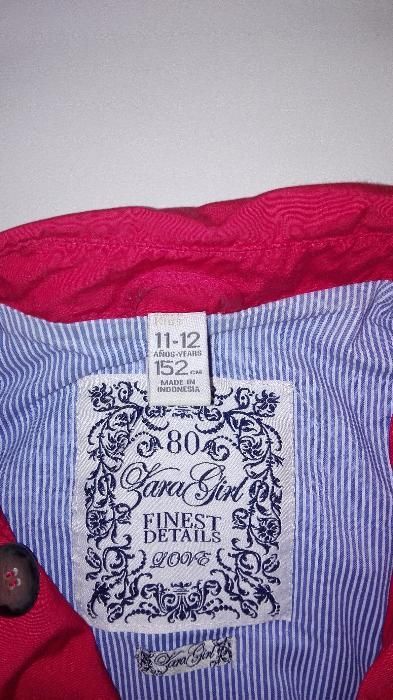 11-12
AÑOS-YEARS
152 CM
MADE IN
INDONESIA
80
Zara Girl
FINEST
DETAILS
LOVE
Zara Girl